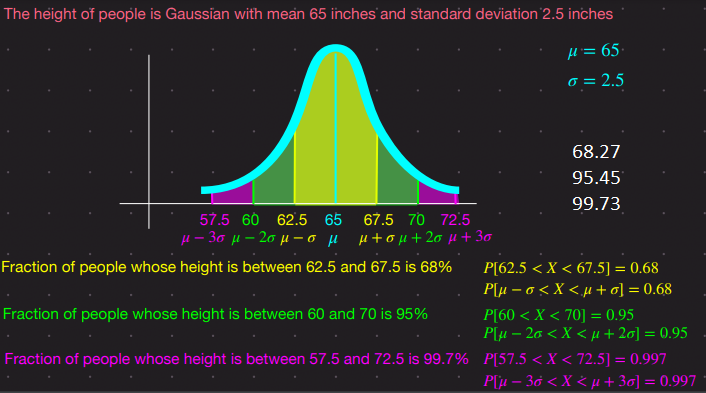 The height of people is Gaussian with mean 65 inches and standard deviation 2.5 inches
μ = 65
σ = 2.5
68.27
95.45
99.73
57.5 60 62.5 65 67.5 70 72.5
μ − 3σ μ − 2σ μ − σ μ μ + σ μ + 2σ μ + 3σ
Fraction of people whose height is between 62.5 and 67.5 is 68% P[62.5 < X < 67.5] = 0.68
P[μ − σ < X < μ + σ] = 0.68
Fraction of people whose height is between 60 and 70 is 95% P[60 < X < 70] = 0.95
P[μ − 2σ < X < μ + 2σ] = 0.95
Fraction of people whose height is between 57.5 and 72.5 is 99.7% P[57.5 < X < 72.5] = 0.997
P[μ − 3σ < X < μ + 3σ] = 0.997